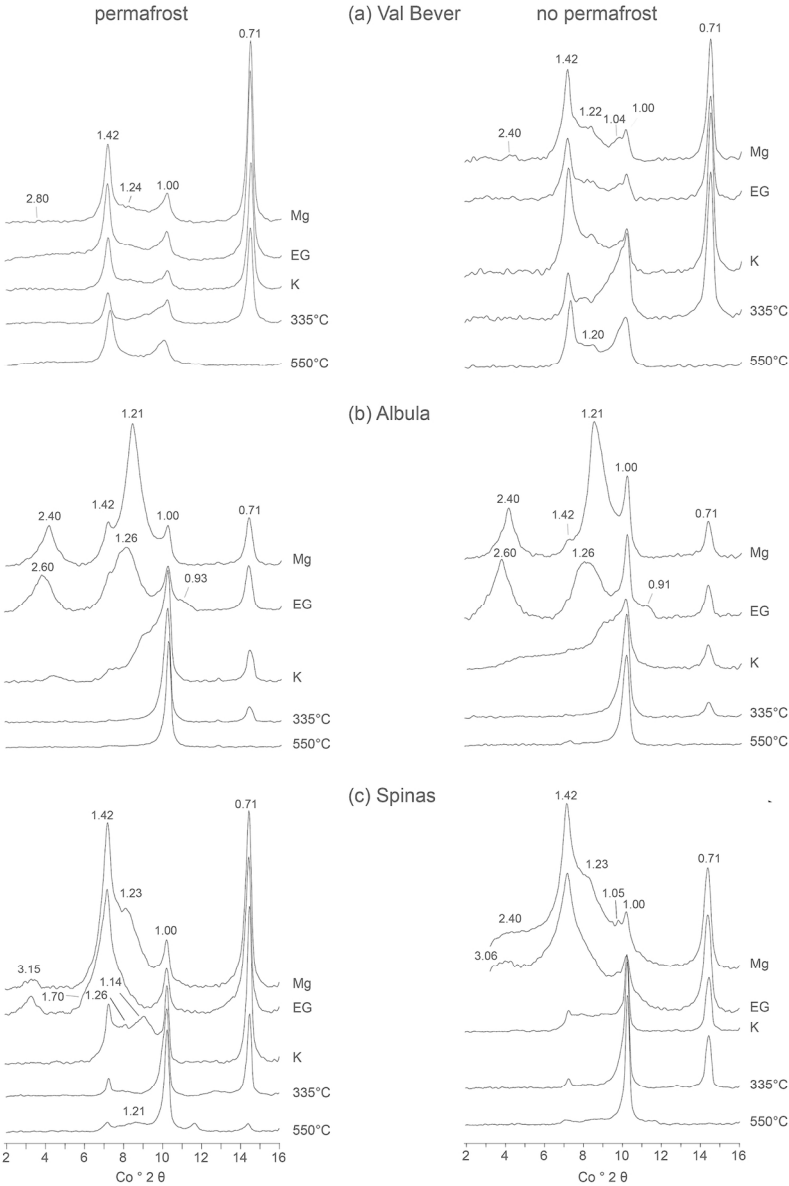 permafrost (a) Val Bever no permafrost
0.71
1.42
1.24
1.00
2.80
Mg
EG
K
335°C
550°C
0.71
1.42
1.22
1.04
1.00
2.40
Mg
EG
K
335°C
1.20
550°C
(b) Albula
1.21
2.40
1.42
1.00
0.71
Mg
2.60
1.26
0.93
EG
K
335°C
550°C
1.21
1.00
2.40
1.42
0.71
Mg
2.60
1.26
0.91
EG
K
335°C
550°C
(c) Spinas
1.42
0.71
1.23
1.00
3.15
Mg
1.70
1.26
1.14
EG
K
335°C
1.21
550°C
2 4 6 8 10 12 14 16
Co ° 2 θ
1.42
1.23
0.71
1.05
1.00
2.40
3.06
Mg
EG
K
335°C
550°C
2 4 6 8 10 12 14 16
Co ° 2 θ